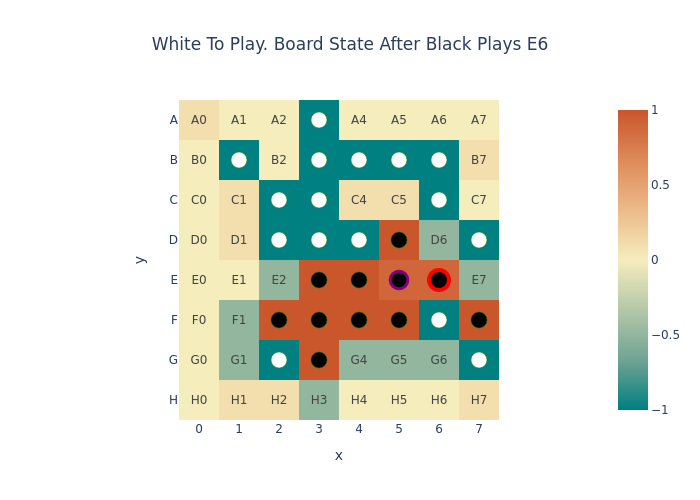 White To Play. Board State After Black Plays E6
A A0 A1 A2 A4 A5 A6 A7
B B0 B2 B7
C C0 C1 C4 C5 C7
D D0 D1 D6
E E0 E1 E2 E7
F F0 F1
G G0 G1 G4 G5 G6
H H0 H1 H2 H3 H4 H5 H6 H7
0 1 2 3 4 5 6 7
x
y
1
0.5
0
−0.5
−1